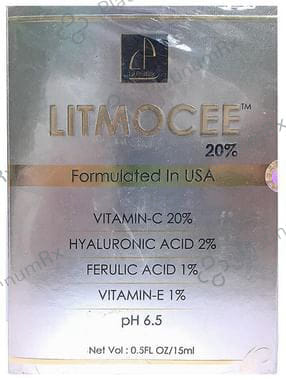 LITMOCEE™
20%
Formulated In USA
VITAMIN-C 20%
HYALURONIC ACID 2%
FERULIC ACID 1%
VITAMIN-E 1%
pH 6.5
Net Vol : 0.5FL OZ/15ml